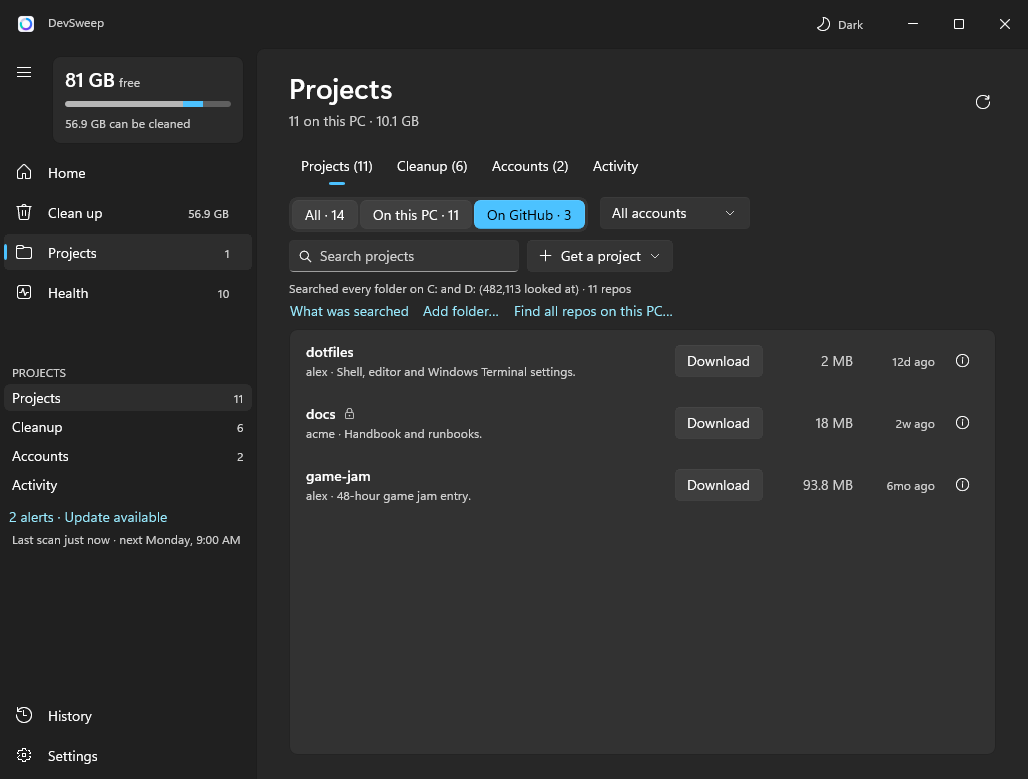 DevSweep
Dark
81 GB free
56.9 GB can be cleaned
Home
Clean up 56.9 GB
Projects 1
Health 10
PROJECTS
Projects 11
Cleanup 6
Accounts 2
Activity
2 alerts · Update available
Last scan just now · next Monday, 9:00 AM
History
Settings
Projects
11 on this PC · 10.1 GB
Projects (11) Cleanup (6) Accounts (2) Activity
All · 14 On this PC · 11 On GitHub · 3 All accounts
Search projects Get a project
Searched every folder on C: and D: (482,113 looked at) · 11 repos
What was searched Add folder... Find all repos on this PC...
dotfiles
alex · Shell, editor and Windows Terminal settings.
Download 2 MB 12d ago
docs
acme · Handbook and runbooks.
Download 18 MB 2w ago
game-jam
alex · 48-hour game jam entry.
Download 93.8 MB 6mo ago